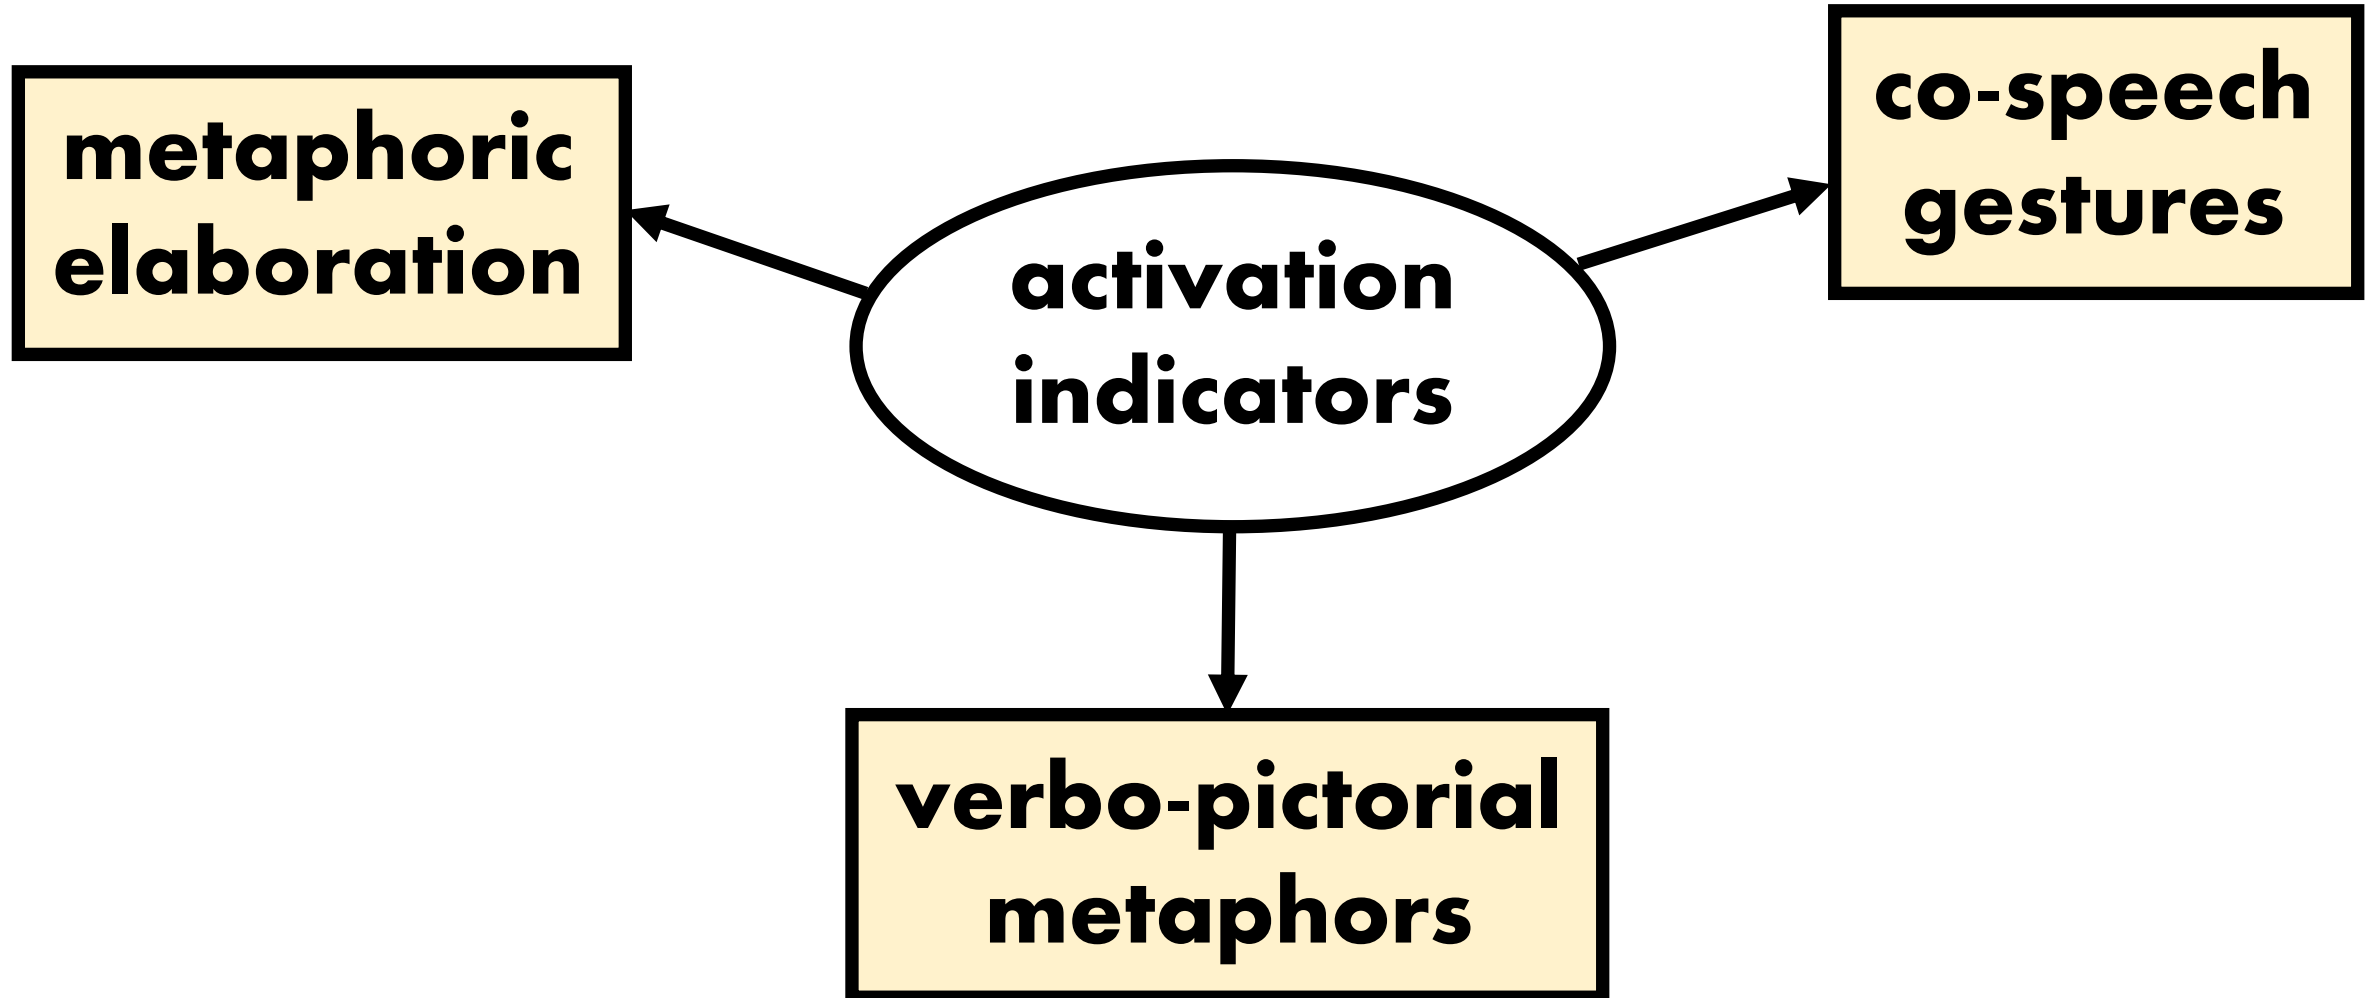 metaphoric
elaboration
activation
indicators
co-speech
gestures
verbo-pictorial
metaphors